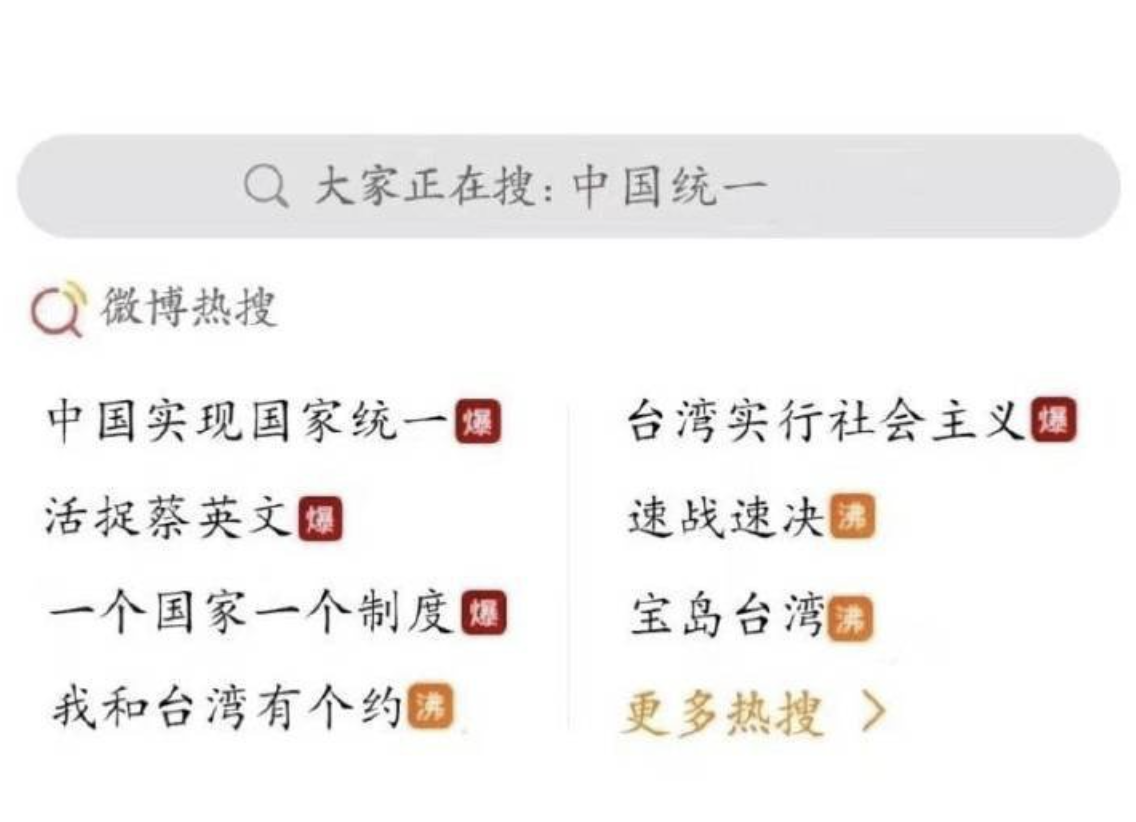 大家正在搜:中国统一
微博热搜
中国实现国家统一 爆
台湾实行社会主义 爆
活捉蔡英文 爆
速战速决 沸
一个国家一个制度 爆
宝岛台湾 沸
我和台湾有个约 沸
更多热搜 >